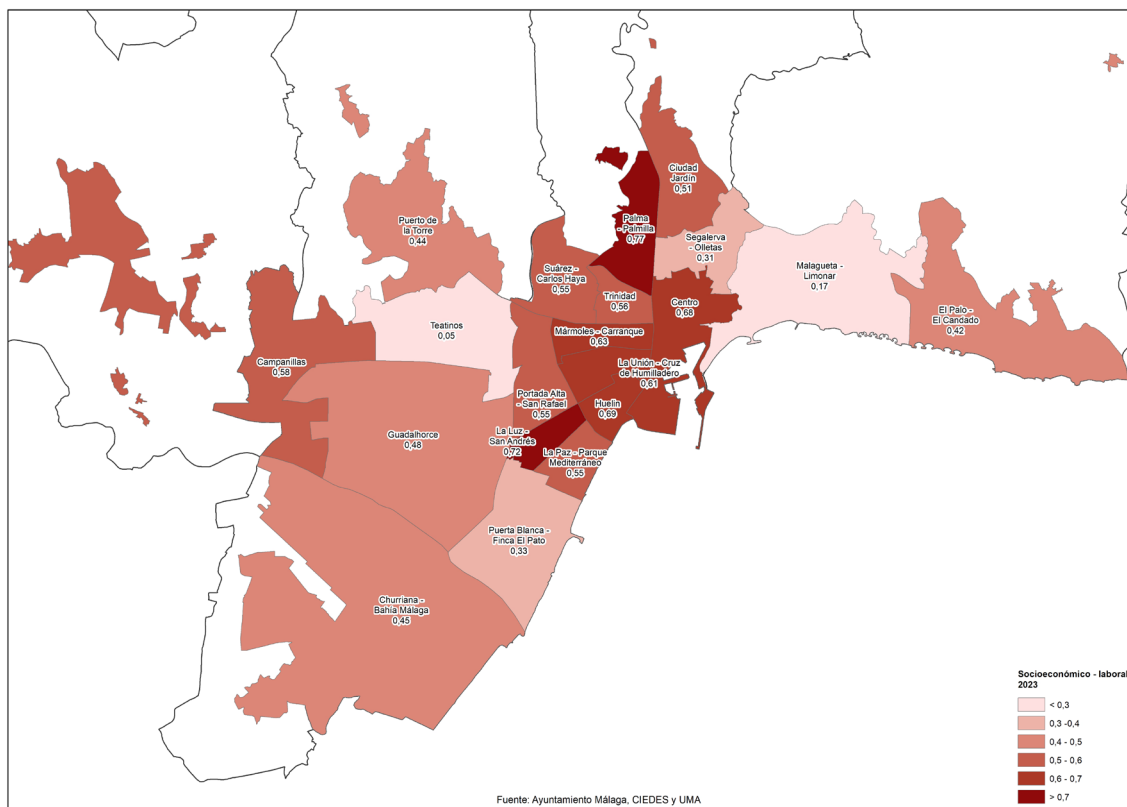 Ciudad
Jardín
0,51
Palma
- Palmilla
0,77
Puerto de
la Torre
0,44
Segalerva
- Olletas
0,31
Malagueta -
Limonar
0,17
Suárez -
Carlos Haya
0,55
Trinidad
0,56
Centro
0,68
El Palo -
El Candado
0,42
Teatinos
0,05
Mármoles - Carranque
0,63
Campanillas
0,58
La Unión - Cruz
de Humilladero
0,61
Portada Alta
- San Rafael
0,55
Huelin
0,69
Guadalhorce
0,48
La Luz -
San Andrés
0,72
La Paz - Parque
Mediterráneo
0,55
Puerta Blanca -
Finca El Pato
0,33
Churriana -
Bahía Málaga
0,45
Socioeconómico - laboral
2023
< 0,3
0,3 -0,4
0,4 - 0,5
0,5 - 0,6
0,6 - 0,7
> 0,7
Fuente: Ayuntamiento Málaga, CIEDES y UMA